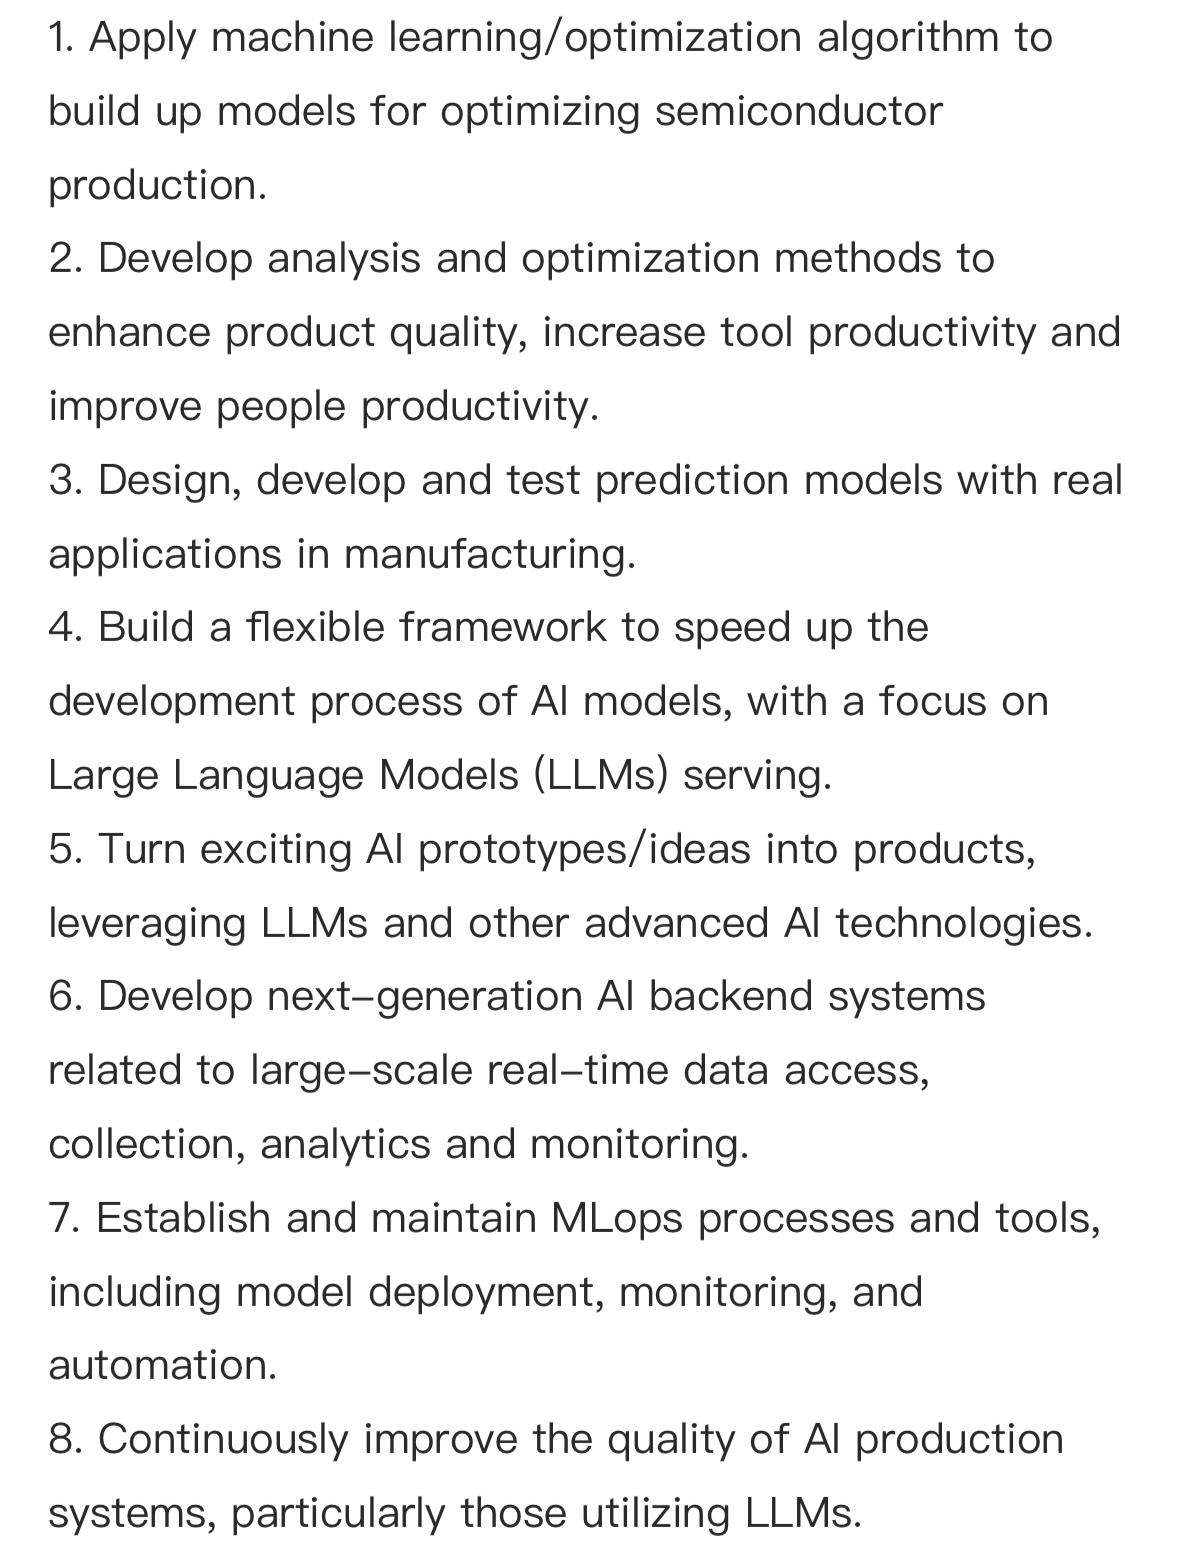 1. Apply machine learning/optimization algorithm to
build up models for optimizing semiconductor
production.
2. Develop analysis and optimization methods to
enhance product quality, increase tool productivity and
improve people productivity.
3. Design, develop and test prediction models with real
applications in manufacturing.
4. Build a flexible framework to speed up the
development process of AI models, with a focus on
Large Language Models (LLMs) serving.
5. Turn exciting AI prototypes/ideas into products,
leveraging LLMs and other advanced AI technologies.
6. Develop next-generation AI backend systems
related to large-scale real-time data access,
collection, analytics and monitoring.
7. Establish and maintain MLops processes and tools,
including model deployment, monitoring, and
automation.
8. Continuously improve the quality of AI production
systems, particularly those utilizing LLMs.